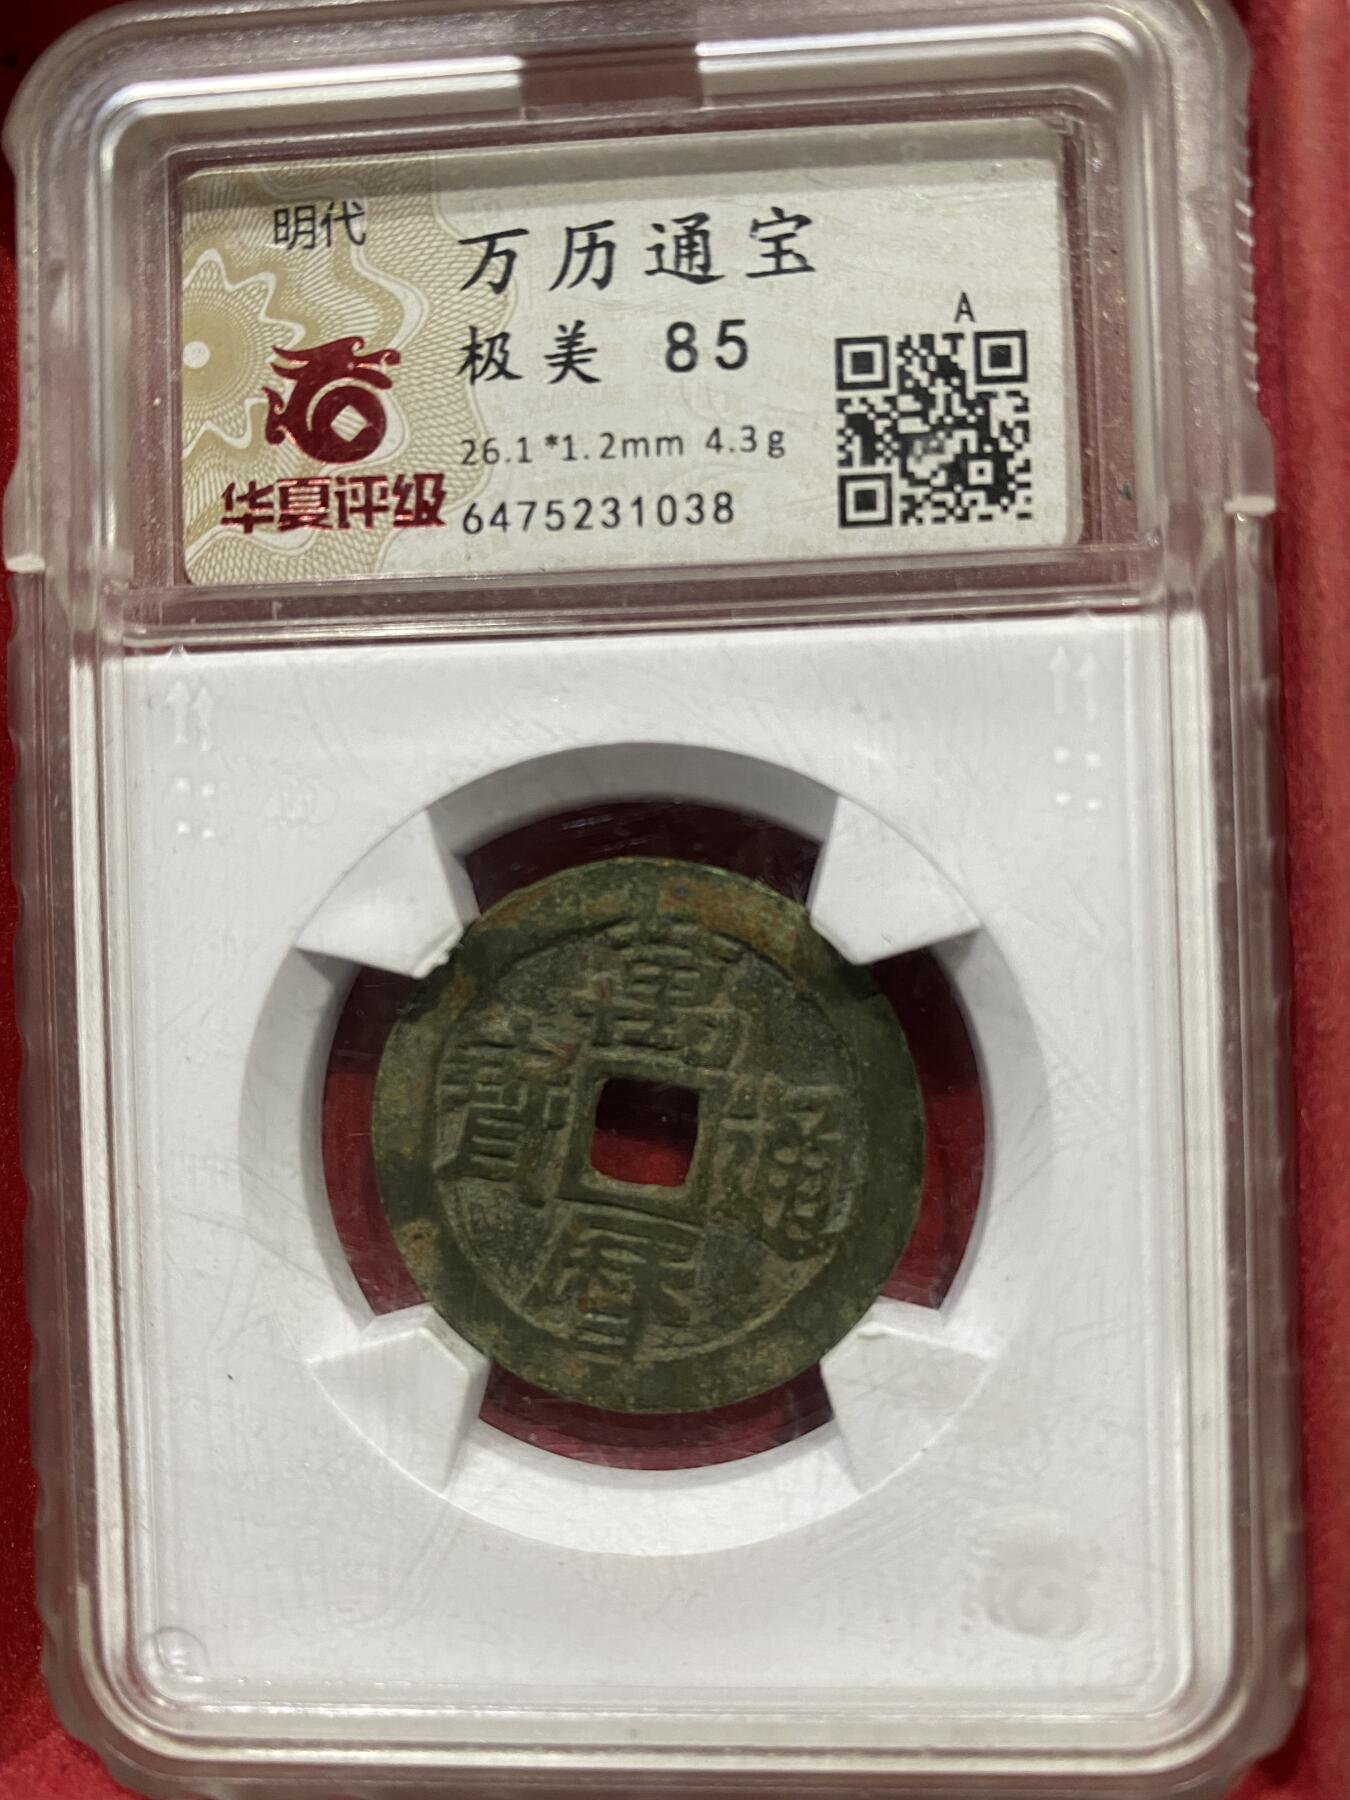 明代
万历通宝
极美 85
A
26.1*1.2mm 4.3g
华夏评级
6475231038
萬曆通寶